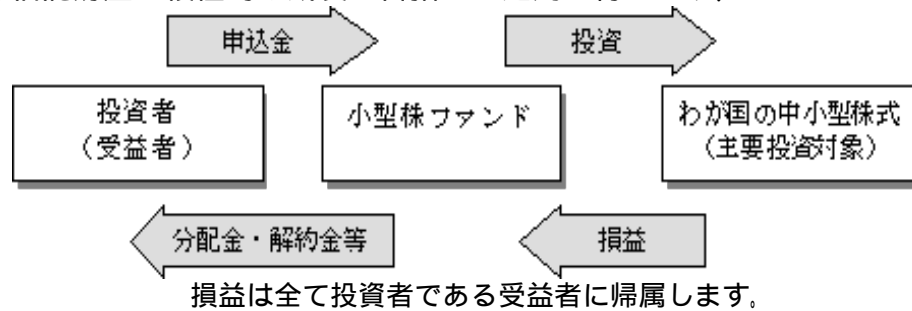 申込金
投資
投資者
(受益者)
小型株ファンド
わが国の中小型株式
(主要投資対象)
分配金・解約金等
損益
損益は全て投資者である受益者に帰属します。